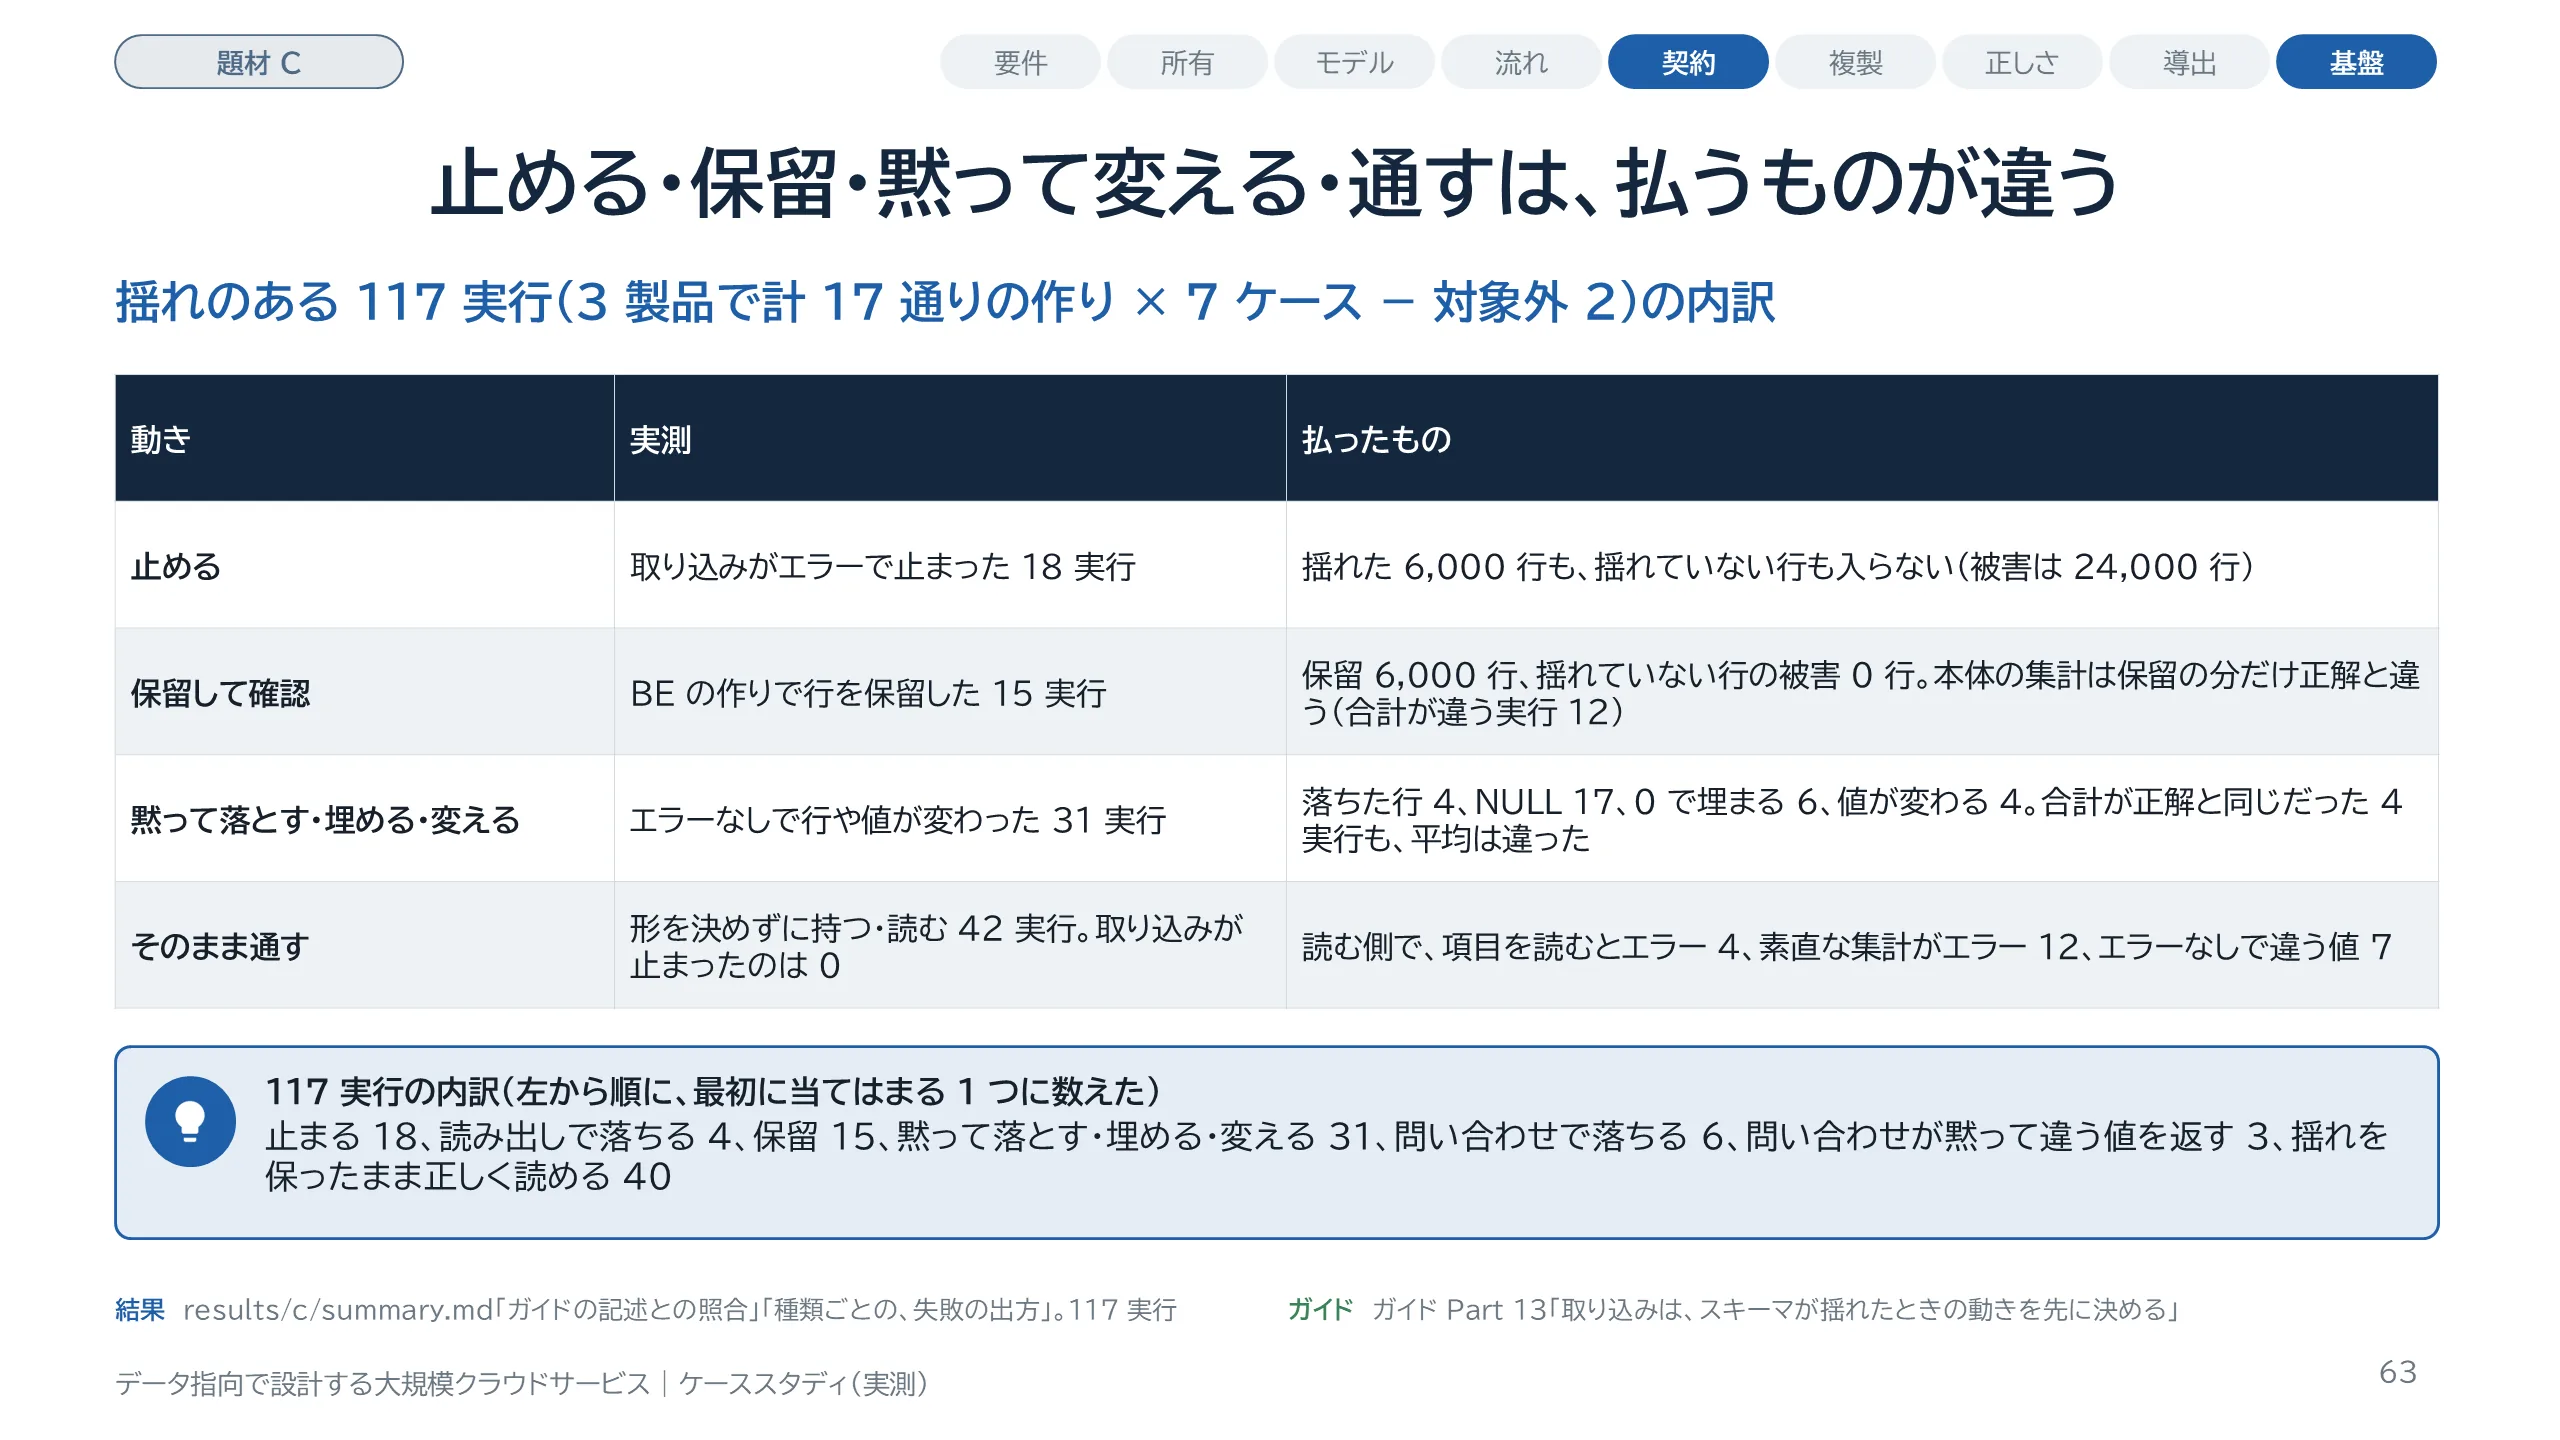 題材 C
要件
所有
モデル
流れ
契約
複製
正しさ
導出
基盤
止める・保留・黙って変える・通すは、払うものが違う
揺れのある 117 実行（3 製品で計 17 通りの作り × 7 ケース − 対象外 2）の内訳
動き
実測
払ったもの
止める
取り込みがエラーで止まった 18 実行
揺れた 6,000 行も、揺れていない行も入らない（被害は 24,000 行）
保留して確認
BE の作りで行を保留した 15 実行
保留 6,000 行、揺れていない行の被害 0 行。本体の集計は保留の分だけ正解と違
う（合計が違う実行 12）
黙って落とす・埋める・変える
エラーなしで行や値が変わった 31 実行
落ちた行 4、NULL 17、0 で埋まる 6、値が変わる 4。合計が正解と同じだった 4
実行も、平均は違った
そのまま通す
形を決めずに持つ・読む 42 実行。取り込みが
止まったのは 0
読む側で、項目を読むとエラー 4、素直な集計がエラー 12、エラーなしで違う値 7
117 実行の内訳（左から順に、最初に当てはまる 1 つに数えた）
止まる 18、読み出しで落ちる 4、保留 15、黙って落とす・埋める・変える 31、問い合わせで落ちる 6、問い合わせが黙って違う値を返す 3、揺れを
保ったまま正しく読める 40
結果 results/c/summary.md「ガイドの記述との照合」「種類ごとの、失敗の出方」。117 実行
ガイド ガイド Part 13「取り込みは、スキーマが揺れたときの動きを先に決める」
データ指向で設計する大規模クラウドサービス｜ケーススタディ（実測）
63